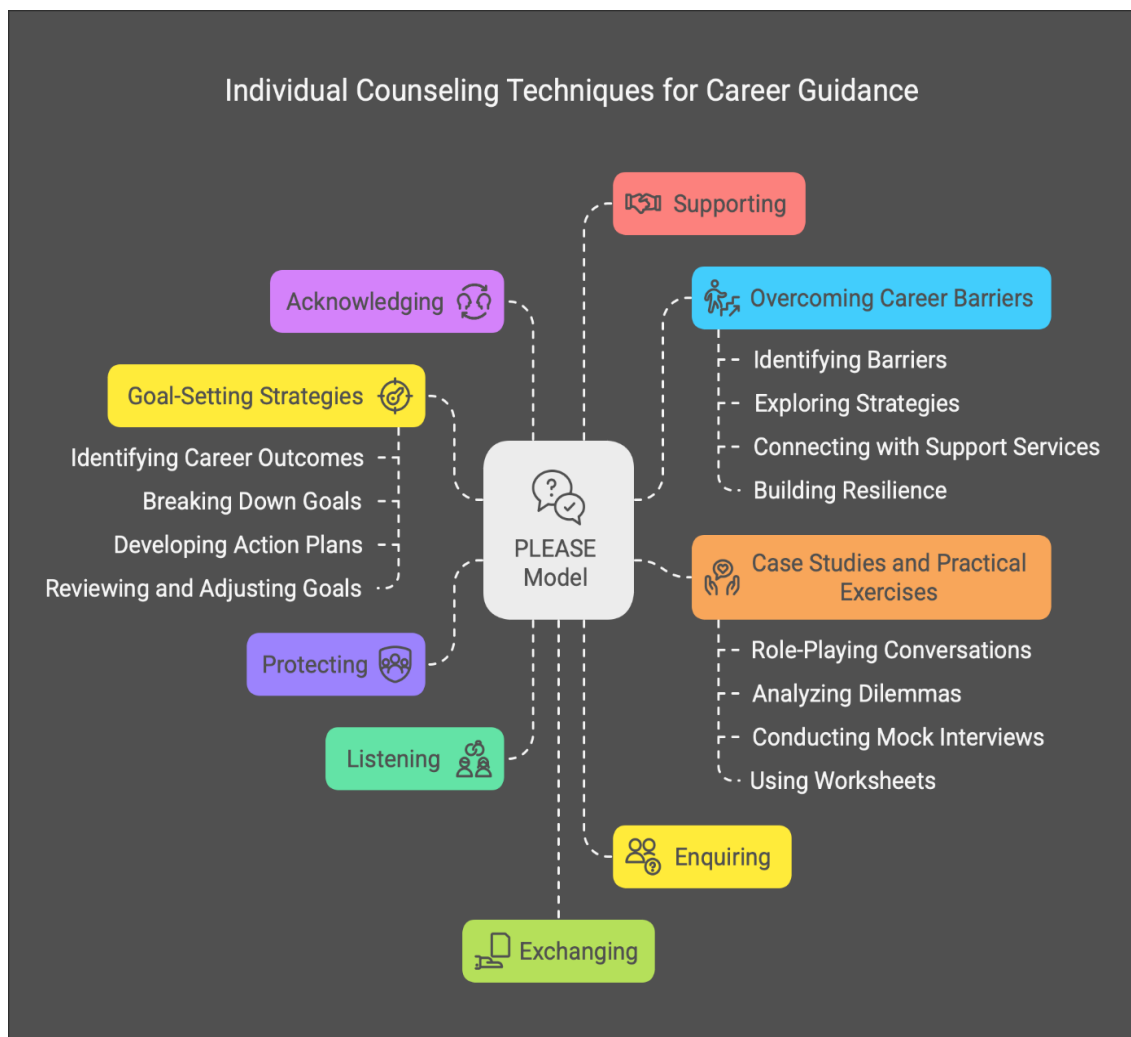 Individual Counseling Techniques for Career Guidance
Supporting
Acknowledging
Overcoming Career Barriers
Identifying Barriers
Exploring Strategies
Connecting with Support Services
Building Resilience
Goal-Setting Strategies
Identifying Career Outcomes
Breaking Down Goals
Developing Action Plans
Reviewing and Adjusting Goals
?
PLEASE
Model
Case Studies and Practical
Exercises
Role-Playing Conversations
Analyzing Dilemmas
Conducting Mock Interviews
Using Worksheets
Protecting
Listening
?
Enquiring
Exchanging